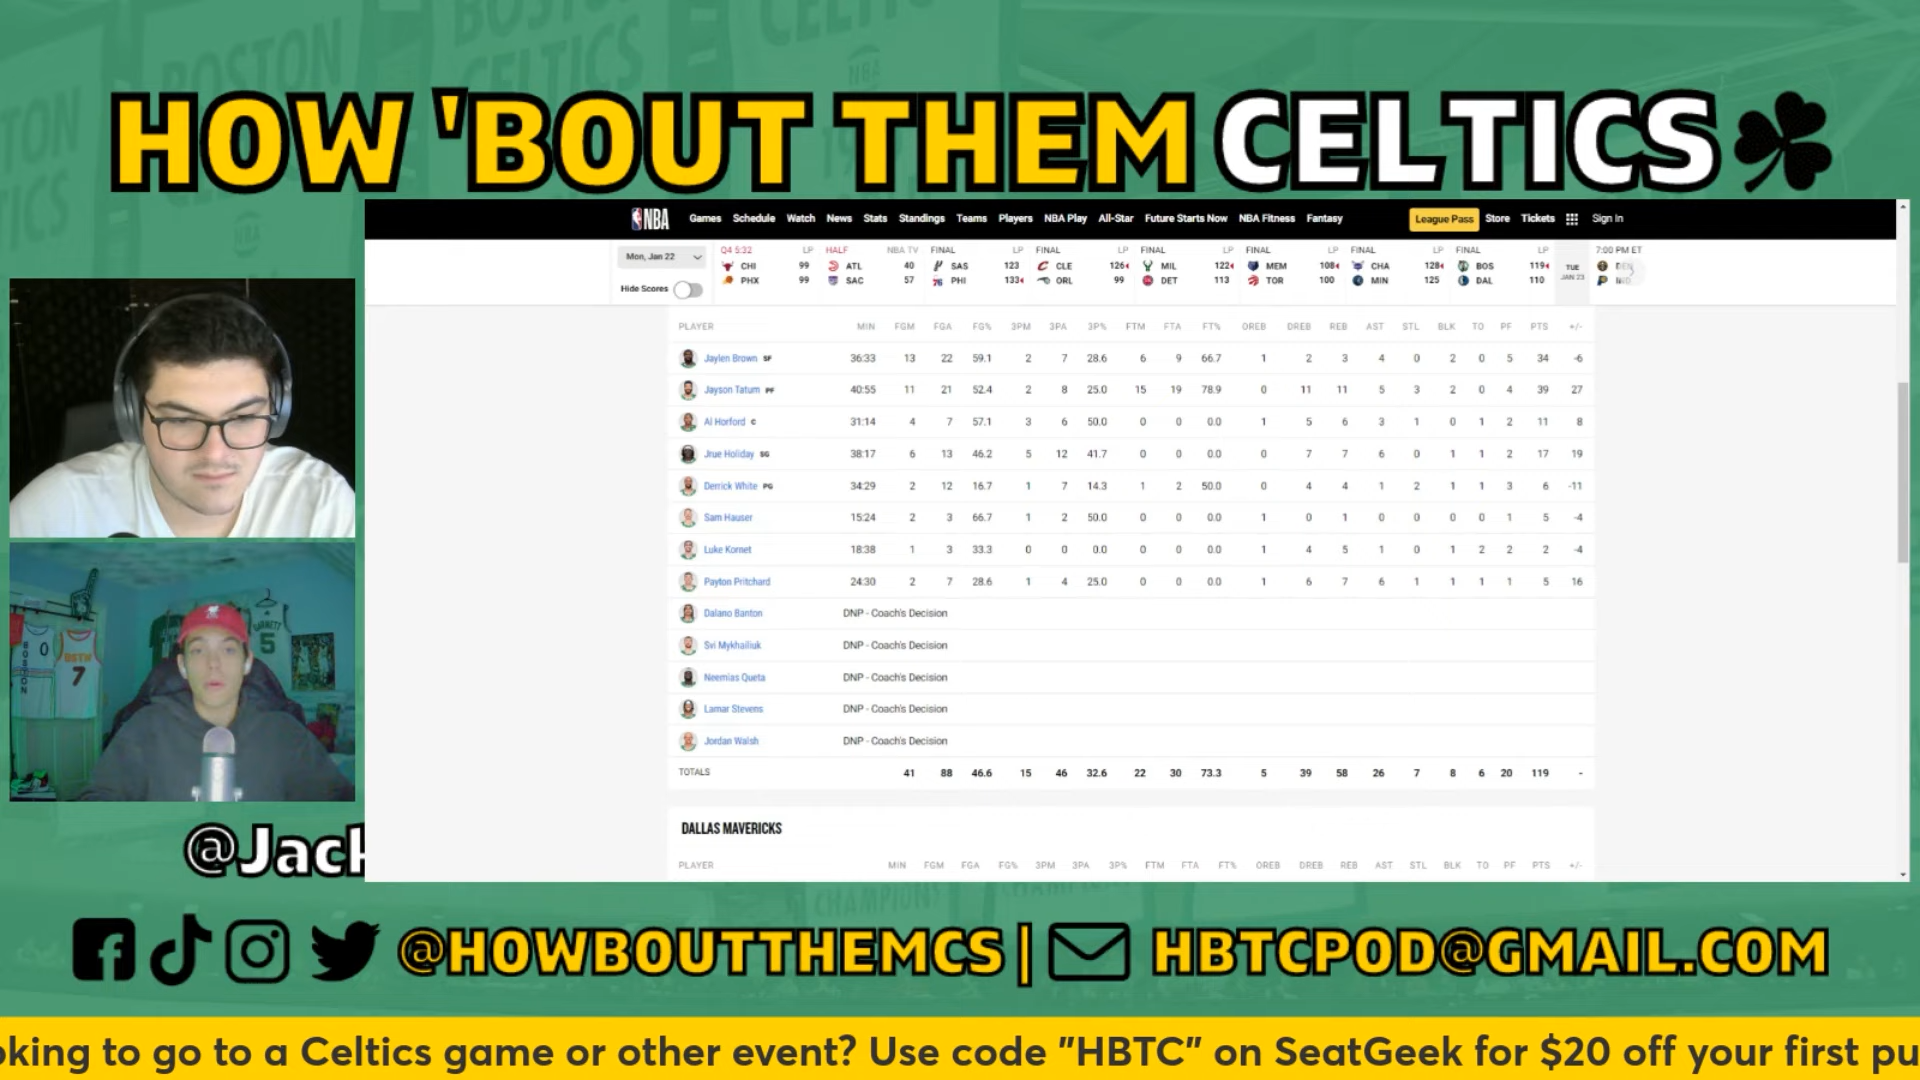 HOW 'BOUT THEM CELTICS
NBA Games Schedule Watch News Stats Standings Teams Players NBA Play All-Star Future Starts Now NBA Fitness Fantasy League Pass Store Tickets Sign In
Mon, Jan 22
Hide Scores
Q4 5:32 LP
CHI 99
PHX 99
HALF NBA TV
ATL 40
SAC 57
FINAL LP
SAS 123
PHI 133
FINAL LP
CLE 126
ORL 99
FINAL LP
MIL 122
DET 113
FINAL LP
MEM 108
TOR 100
FINAL LP
CHA 128
MIN 125
FINAL LP
BOS 119
DAL 110
TUE
JAN 23
7:00 PM ET
PLAYER MIN FGM FGA FG% 3PM 3PA 3P% FTM FTA FT% OREB DREB REB AST STL BLK TO PF PTS +/-
Jaylen Brown SF 36:33 13 22 59.1 2 7 28.6 6 9 66.7 1 2 3 4 0 2 0 5 34 -6
Jayson Tatum PF 40:55 11 21 52.4 2 8 25.0 15 19 78.9 0 11 11 5 3 2 0 4 39 27
Al Horford C 31:14 4 7 57.1 3 6 50.0 0 0 0.0 1 5 6 3 1 0 1 2 11 8
Jrue Holiday SG 38:17 6 13 46.2 5 12 41.7 0 0 0.0 0 7 7 6 0 1 1 2 17 19
Derrick White PG 34:29 2 12 16.7 1 7 14.3 1 2 50.0 0 4 4 1 2 1 1 3 6 -11
Sam Hauser 15:24 2 3 66.7 1 2 50.0 0 0 0.0 1 0 1 0 0 0 0 1 5 -4
Luke Kornet 18:38 1 3 33.3 0 0 0.0 0 0 0.0 1 4 5 1 0 1 2 2 2 -4
Payton Pritchard 24:30 2 7 28.6 1 4 25.0 0 0 0.0 1 6 7 6 1 1 1 1 5 16
Dalano Banton DNP - Coach's Decision
Svi Mykhailiuk DNP - Coach's Decision
Neemias Queta DNP - Coach's Decision
Lamar Stevens DNP - Coach's Decision
Jordan Walsh DNP - Coach's Decision
TOTALS 41 88 46.6 15 46 32.6 22 30 73.3 5 39 58 26 7 8 6 20 119 -
DALLAS MAVERICKS
PLAYER MIN FGM FGA FG% 3PM 3PA 3P% FTM FTA FT% OREB DREB REB AST STL BLK TO PF PTS +/-
BOSTON 0
BSTN 7
GARNETT 5
@Jack
@HOWBOUTTHEMCS | HBTCPOD@GMAIL.COM
oking to go to a Celtics game or other event? Use code "HBTC" on SeatGeek for $20 off your first pu